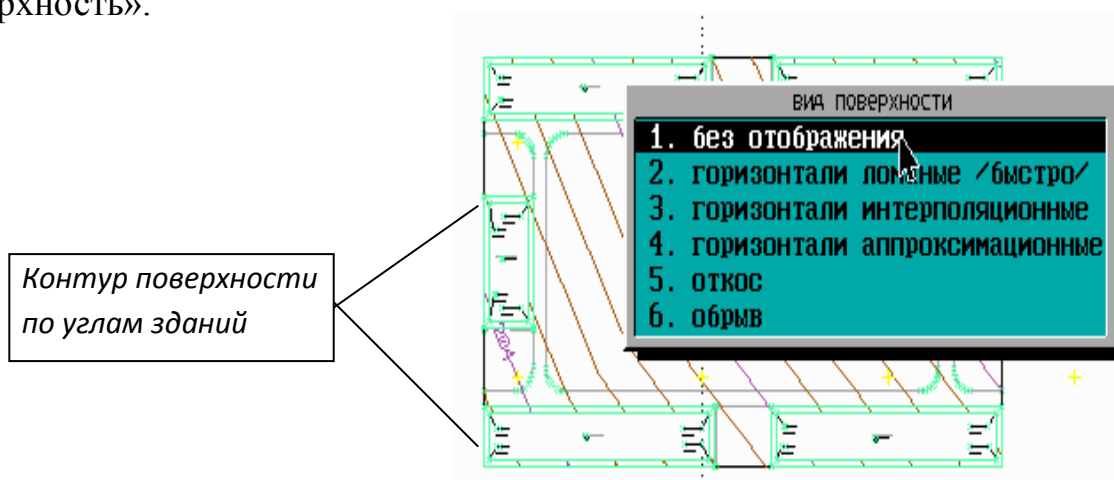 рхность».
вид поверхности
1. без отображения
2. горизонтали ломаные /быстро/
3. горизонтали интерполяционные
4. горизонтали аппроксимационные
5. откос
6. обрыв
Контур поверхности
по углам зданий